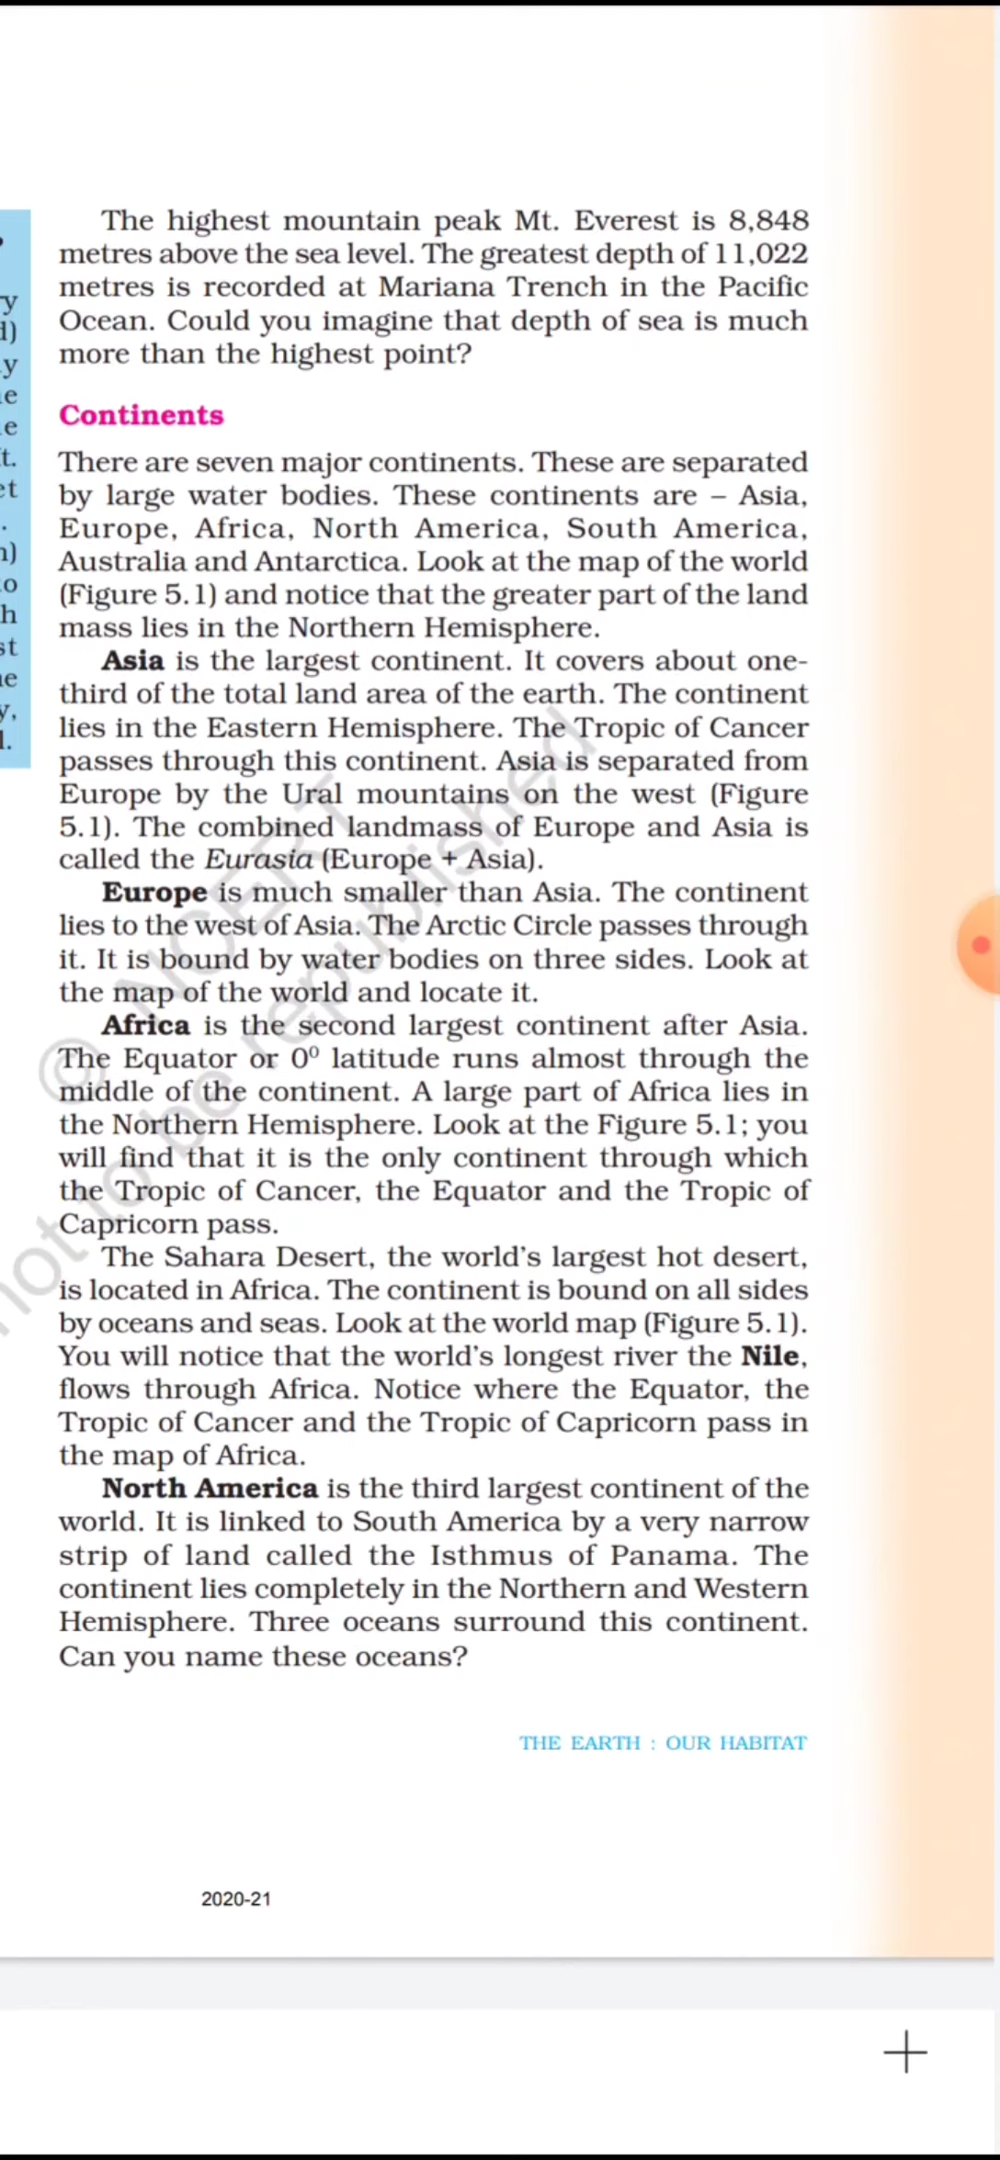 The highest mountain peak Mt. Everest is 8,848
metres above the sea level. The greatest depth of 11,022
metres is recorded at Mariana Trench in the Pacific
Ocean. Could you imagine that depth of sea is much
more than the highest point?
Continents
There are seven major continents. These are separated
by large water bodies. These continents are – Asia,
Europe, Africa, North America, South America,
Australia and Antarctica. Look at the map of the world
(Figure 5.1) and notice that the greater part of the land
mass lies in the Northern Hemisphere.
Asia is the largest continent. It covers about one-
third of the total land area of the earth. The continent
lies in the Eastern Hemisphere. The Tropic of Cancer
passes through this continent. Asia is separated from
Europe by the Ural mountains on the west (Figure
5.1). The combined landmass of Europe and Asia is
called the Eurasia (Europe + Asia).
Europe is much smaller than Asia. The continent
lies to the west of Asia. The Arctic Circle passes through
it. It is bound by water bodies on three sides. Look at
the map of the world and locate it.
Africa is the second largest continent after Asia.
The Equator or 0⁰ latitude runs almost through the
middle of the continent. A large part of Africa lies in
the Northern Hemisphere. Look at the Figure 5.1; you
will find that it is the only continent through which
the Tropic of Cancer, the Equator and the Tropic of
Capricorn pass.
The Sahara Desert, the world’s largest hot desert,
is located in Africa. The continent is bound on all sides
by oceans and seas. Look at the world map (Figure 5.1).
You will notice that the world’s longest river the Nile,
flows through Africa. Notice where the Equator, the
Tropic of Cancer and the Tropic of Capricorn pass in
the map of Africa.
North America is the third largest continent of the
world. It is linked to South America by a very narrow
strip of land called the Isthmus of Panama. The
continent lies completely in the Northern and Western
Hemisphere. Three oceans surround this continent.
Can you name these oceans?
THE EARTH : OUR HABITAT
2020-21
© NCERT
not to be republished